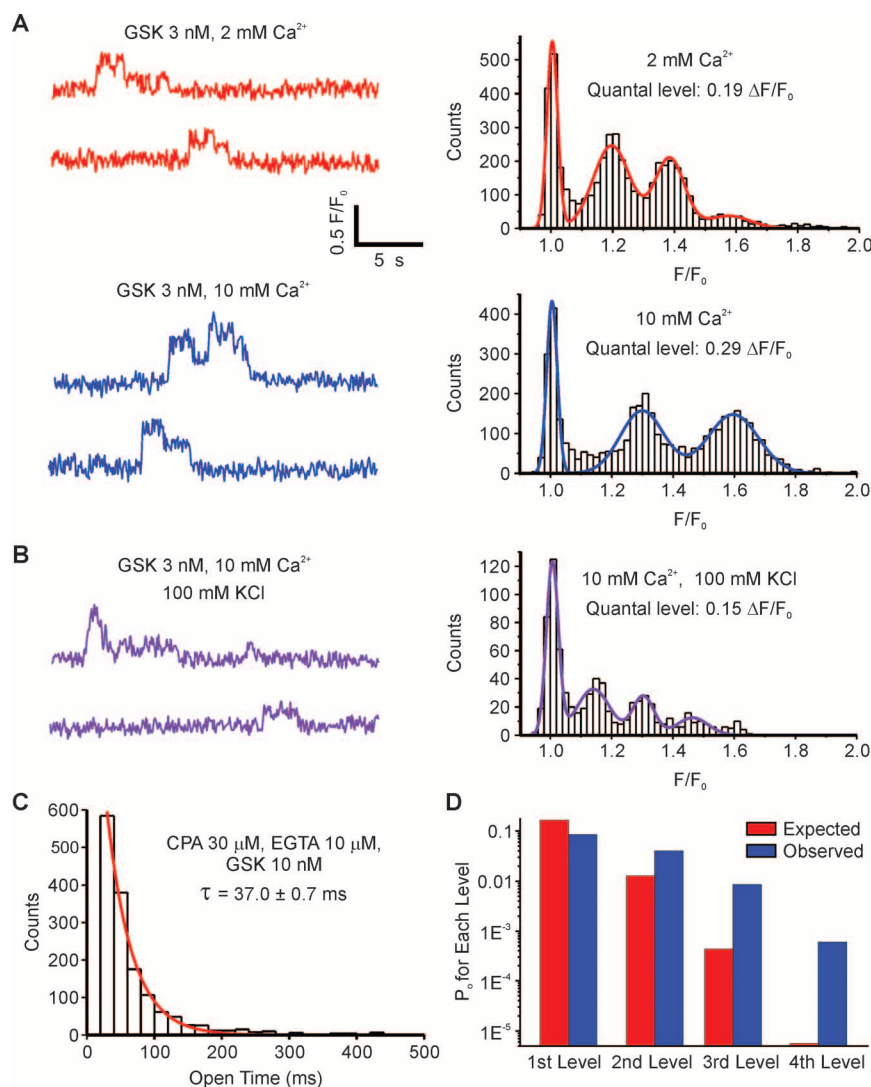 A
GSK 3 nM, 2 mM Ca²⁺
0.5 F/F₀
5 s
GSK 3 nM, 10 mM Ca²⁺
2 mM Ca²⁺
Quantal level: 0.19 ΔF/F₀
Counts
500
400
300
200
100
0
1.0 1.2 1.4 1.6 1.8 2.0
F/F₀
10 mM Ca²⁺
Quantal level: 0.29 ΔF/F₀
Counts
400
300
200
100
0
1.0 1.2 1.4 1.6 1.8 2.0
F/F₀
B
GSK 3 nM, 10 mM Ca²⁺
100 mM KCl
10 mM Ca²⁺, 100 mM KCl
Quantal level: 0.15 ΔF/F₀
Counts
120
100
80
60
40
20
0
1.0 1.2 1.4 1.6 1.8 2.0
F/F₀
C
CPA 30 μM, EGTA 10 μM,
GSK 10 nM
τ = 37.0 ± 0.7 ms
Counts
600
500
400
300
200
100
0
0 100 200 300 400 500
Open Time (ms)
D
Expected
Observed
Pₒ for Each Level
0.1
0.01
1E⁻³
1E⁻⁴
1E⁻⁵
1st Level 2nd Level 3rd Level 4th Level